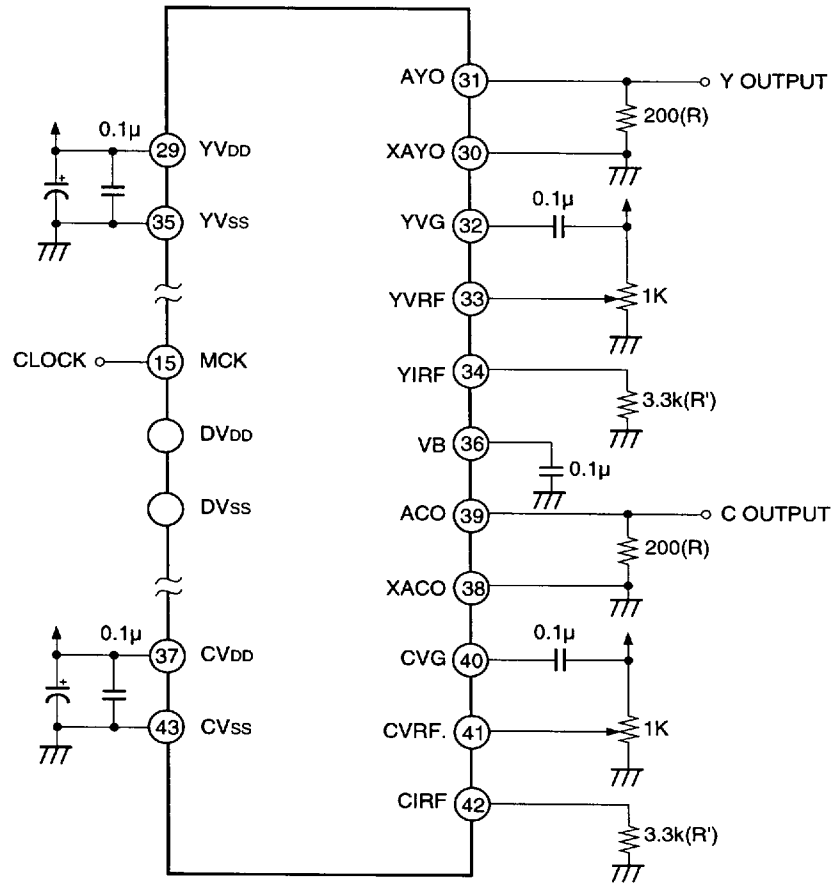 AYO 31 Y OUTPUT
200(R)
0.1µ
29 YVDD
XAYO 30
0.1µ
+
35 YVSS
YVG 32
YVRF 33 1K
CLOCK 15 MCK
YIRF 34
3.3k(R')
DVDD
VB 36
0.1µ
DVSS
ACO 39 C OUTPUT
200(R)
XACO 38
0.1µ
0.1µ
37 CVDD
CVG 40
+
43 CVSS
CVRF. 41 1K
CIRF 42
3.3k(R')